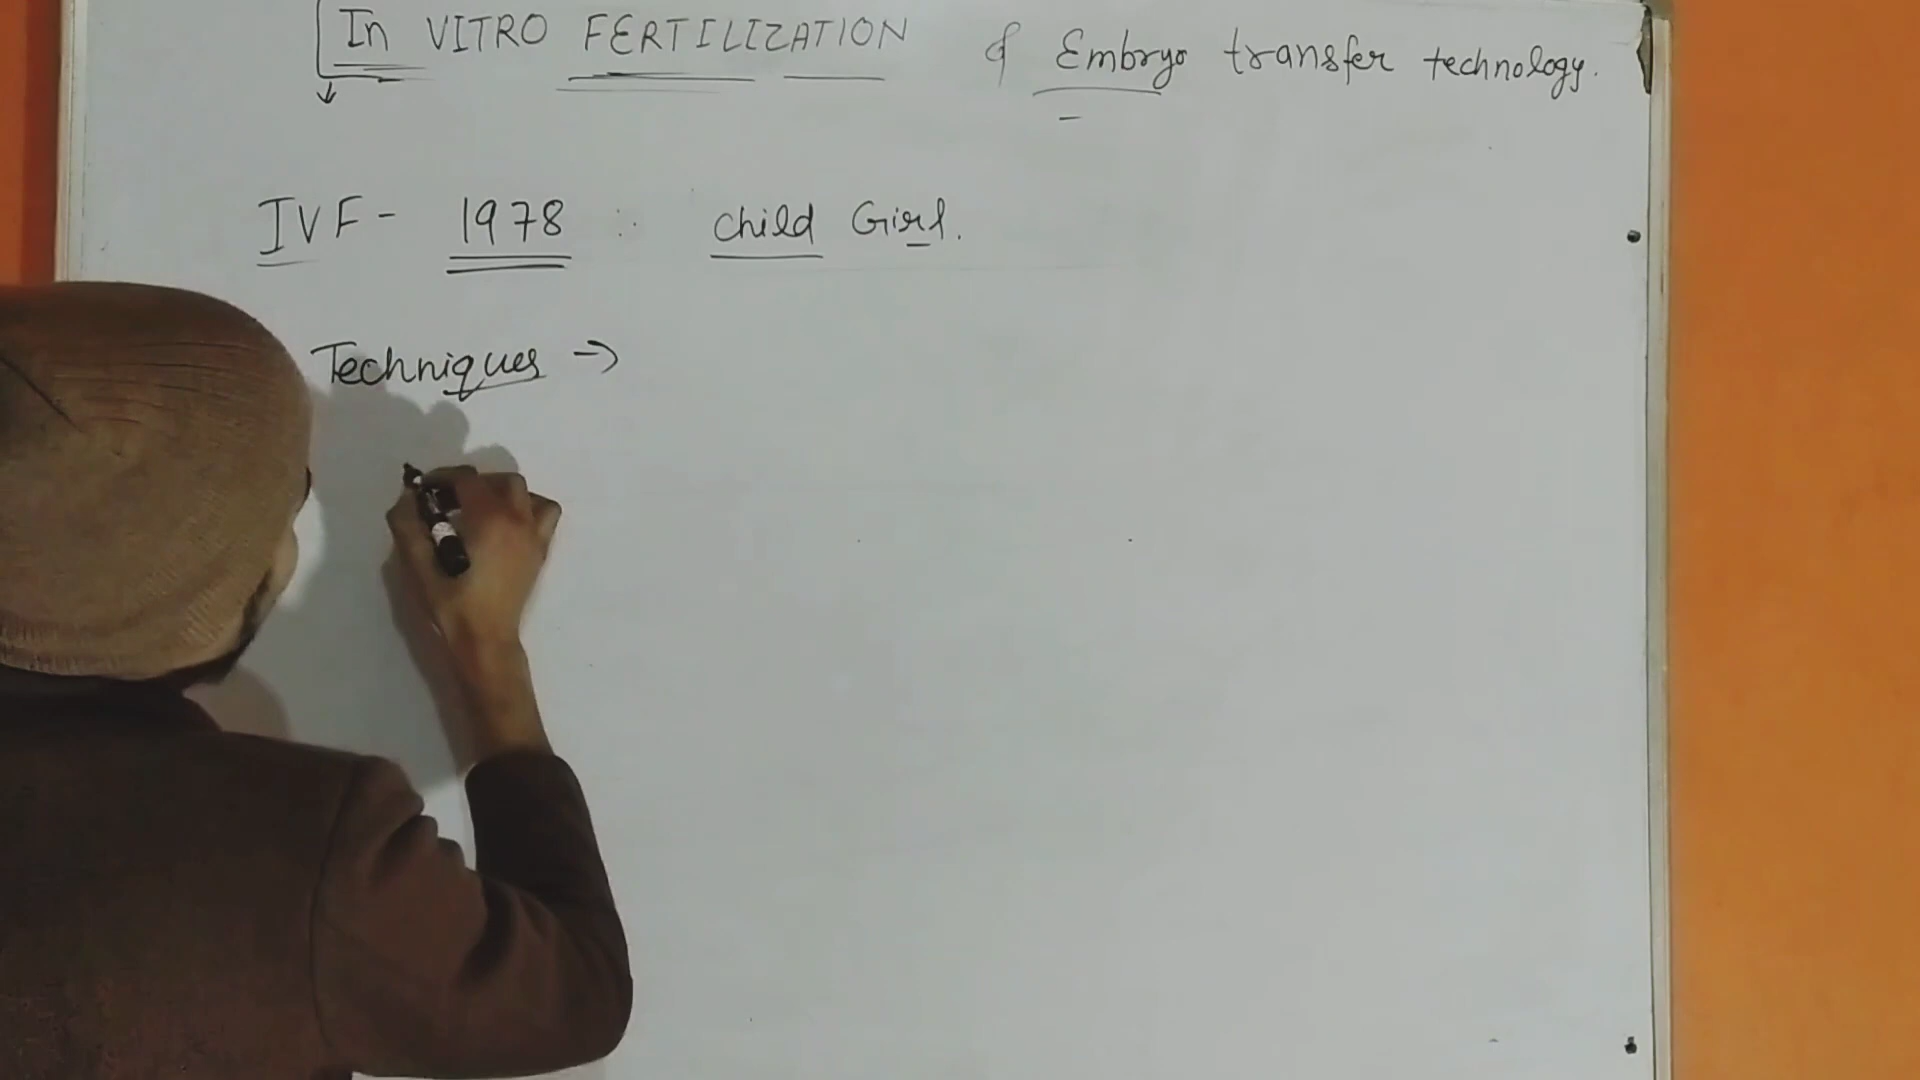 In VITRO FERTILIZATION & Embryo transfer technology.
IVF - 1978 : child Girl.
Techniques →